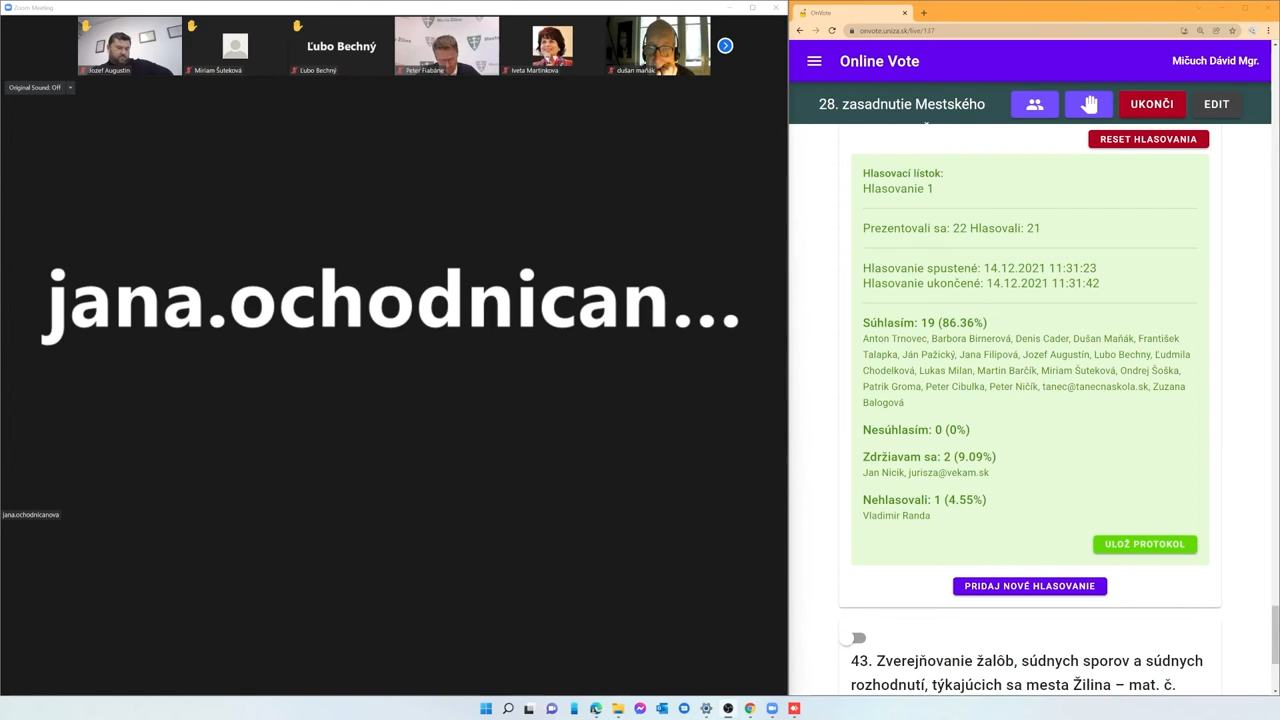 Zoom Meeting
Jozef Augustin
Miriam Šuteková
Ľubo Bechný
Ľubo Bechný
Peter Fiabáne
Iveta Martinkova
dušan maňák
Original Sound: Off
jana.ochodnican...
jana.ochodnicanova
OnVote
onvote.uniza.sk/live/137
Online Vote
Mičuch Dávid Mgr.
28. zasadnutie Mestského
UKONČI
EDIT
RESET HLASOVANIA
Hlasovací lístok:
Hlasovanie 1
Prezentovali sa: 22 Hlasovali: 21
Hlasovanie spustené: 14.12.2021 11:31:23
Hlasovanie ukončené: 14.12.2021 11:31:42
Súhlasím: 19 (86.36%)
Anton Trnovec, Barbora Birnerová, Denis Cader, Dušan Maňák, František
Talapka, Ján Pažický, Jana Filipová, Jozef Augustín, Lubo Bechny, Ľudmila
Chodelková, Lukas Milan, Martin Barčík, Miriam Šuteková, Ondrej Šoška,
Patrik Groma, Peter Cibulka, Peter Ničík, tanec@tanecnaskola.sk, Zuzana
Balogová
Nesúhlasím: 0 (0%)
Zdržiavam sa: 2 (9.09%)
Jan Nicik, jurisza@vekam.sk
Nehlasovali: 1 (4.55%)
Vladimir Randa
ULOŽ PROTOKOL
PRIDAJ NOVÉ HLASOVANIE
43. Zverejňovanie žalôb, súdnych sporov a súdnych
rozhodnutí, týkajúcich sa mesta Žilina – mat. č.